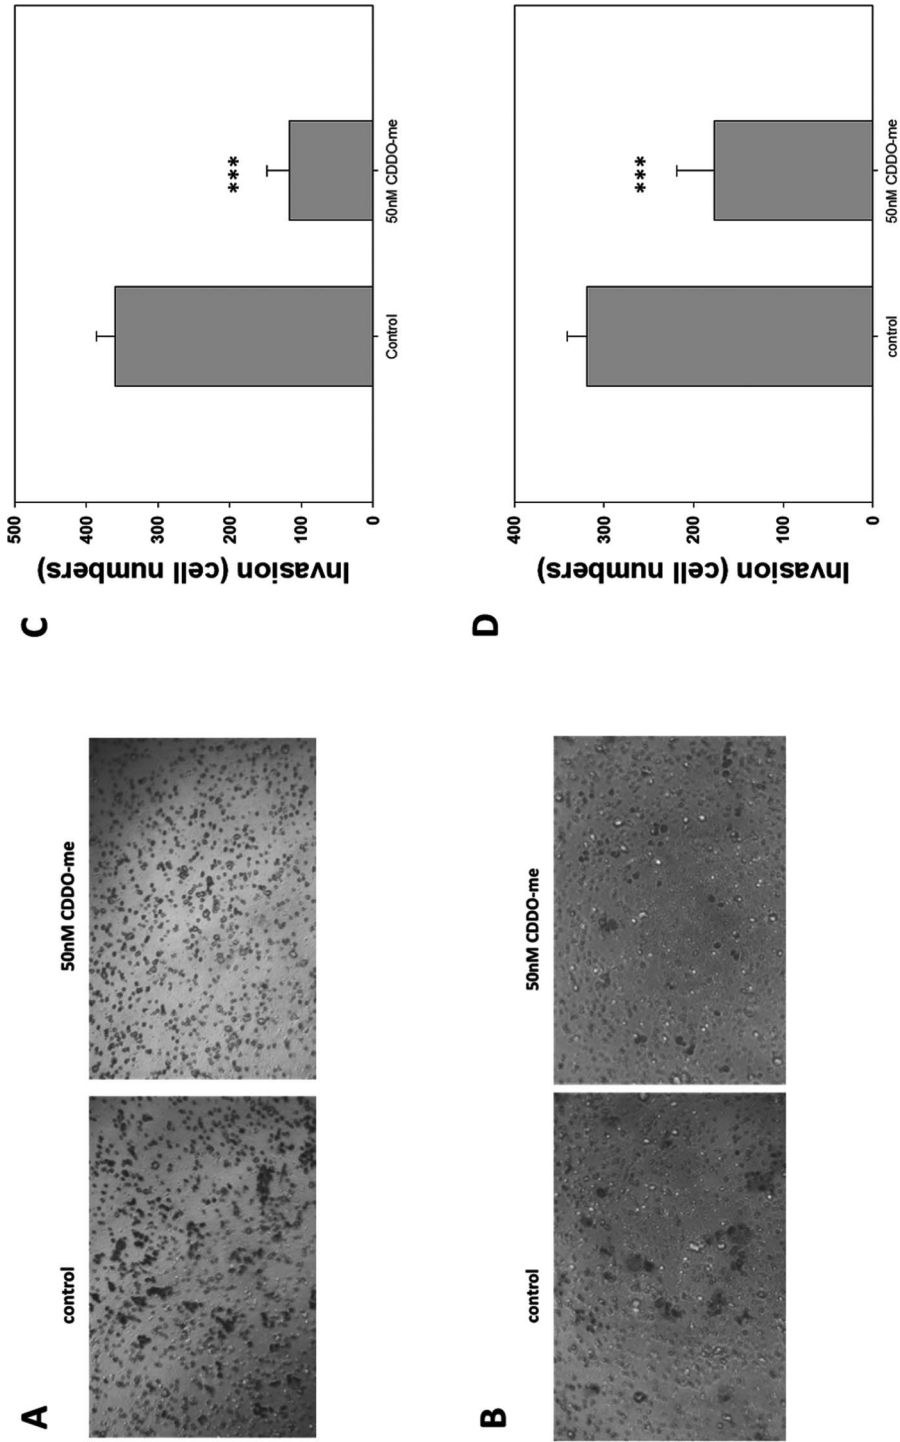 A
control
50nM CDDO-me
C
Invasion (cell numbers)
500
400
300
200
100
0
Control
50nM CDDO-me
***
B
control
50nM CDDO-me
D
Invasion (cell numbers)
400
300
200
100
0
control
50nM CDDO-me
***